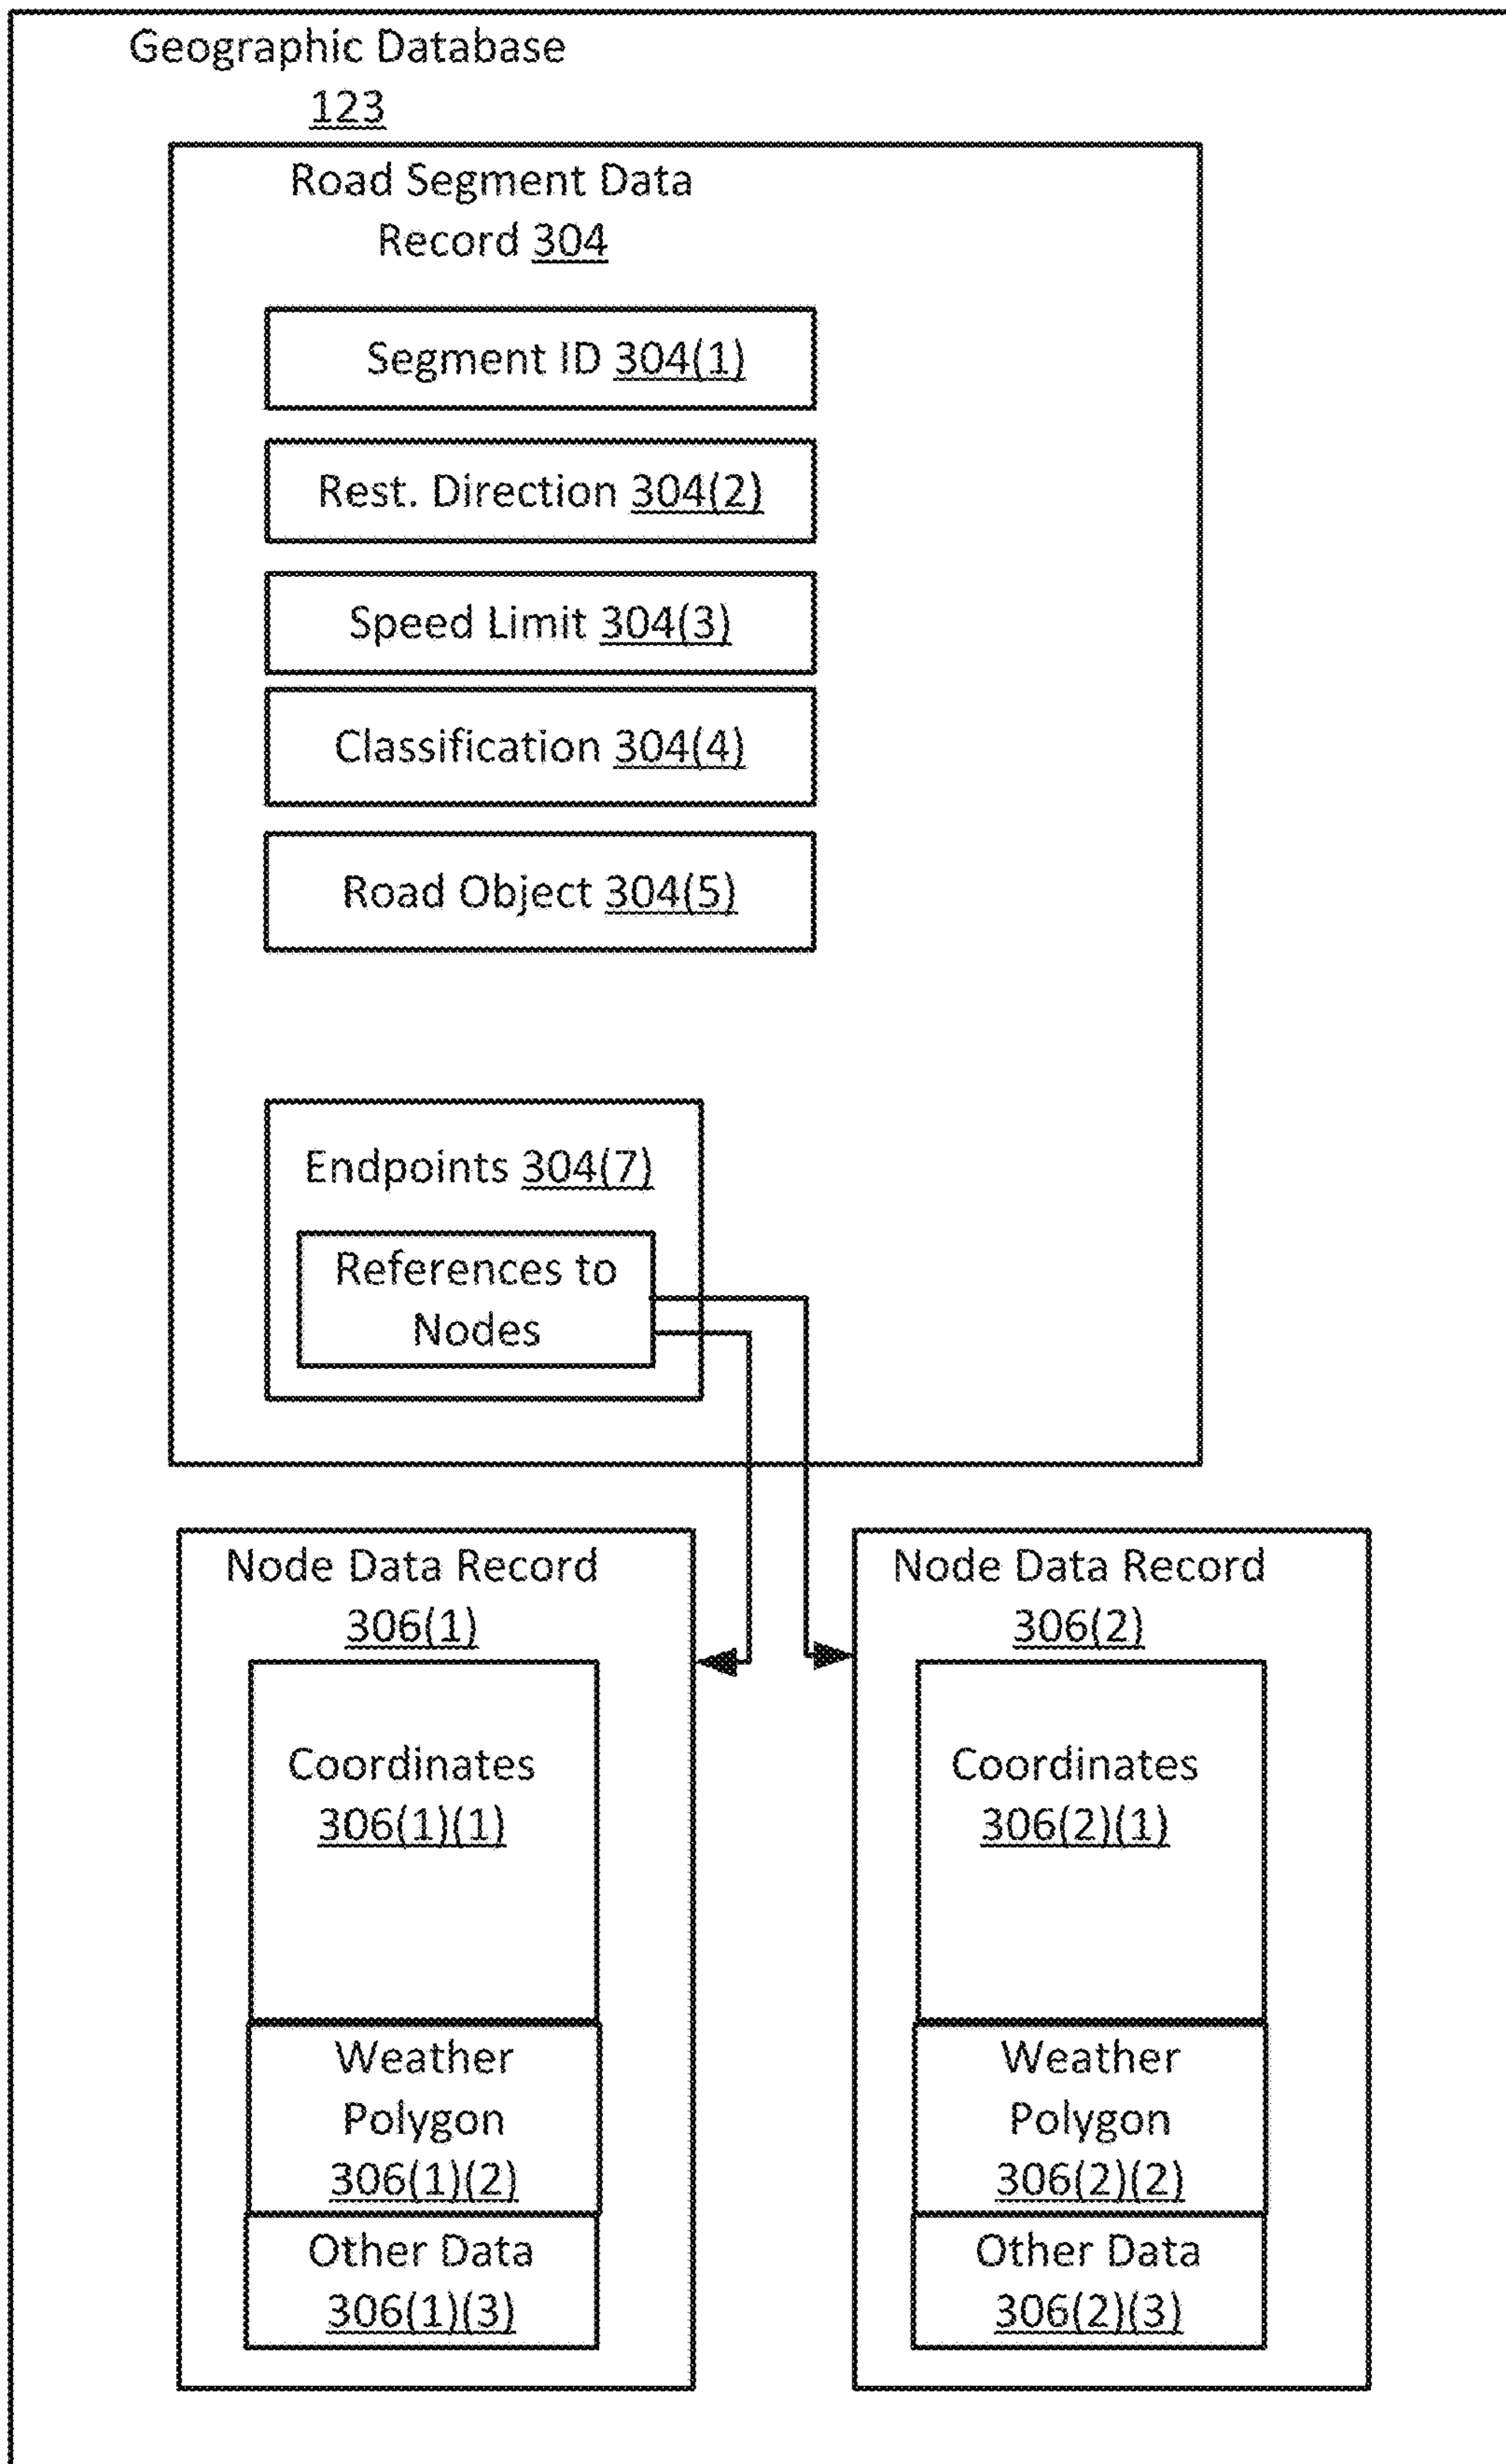 Geographic Database
123
Road Segment Data
Record 304
Segment ID 304(1)
Rest. Direction 304(2)
Speed Limit 304(3)
Classification 304(4)
Road Object 304(5)
Endpoints 304(7)
References to
Nodes
Node Data Record
306(1)
Coordinates
306(1)(1)
Weather
Polygon
306(1)(2)
Other Data
306(1)(3)
Node Data Record
306(2)
Coordinates
306(2)(1)
Weather
Polygon
306(2)(2)
Other Data
306(2)(3)